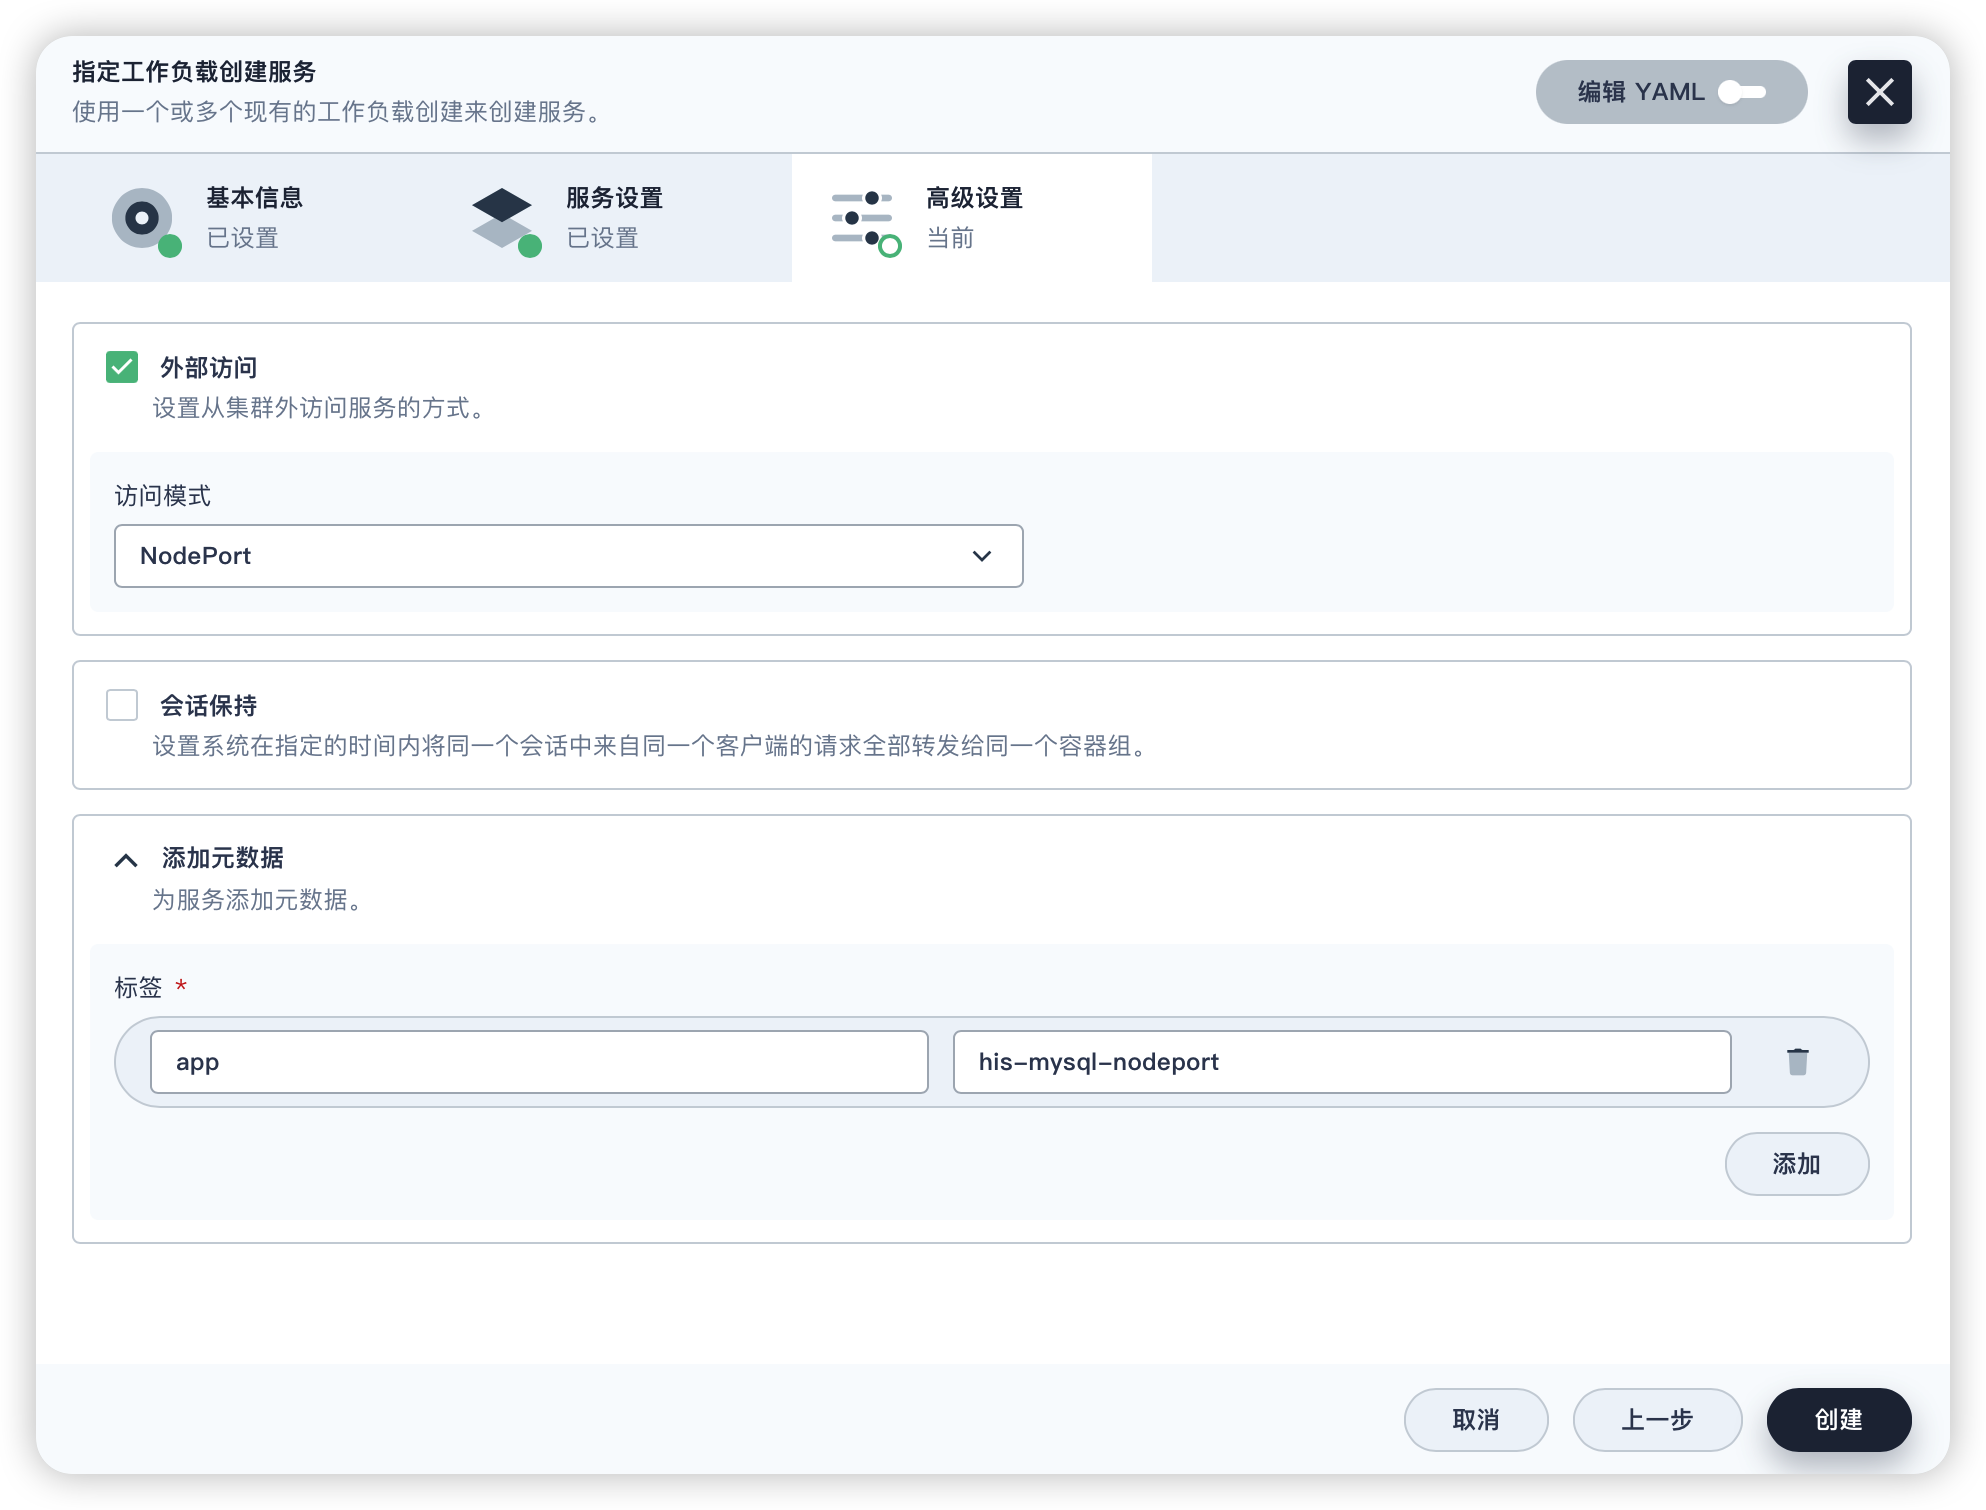 指定工作负载创建服务
使用一个或多个现有的工作负载创建来创建服务。
编辑 YAML
基本信息
已设置
服务设置
已设置
高级设置
当前
外部访问
设置从集群外访问服务的方式。
访问模式
NodePort
会话保持
设置系统在指定的时间内将同一个会话中来自同一个客户端的请求全部转发给同一个容器组。
添加元数据
为服务添加元数据。
标签 *
app
his-mysql-nodeport
添加
取消
上一步
创建